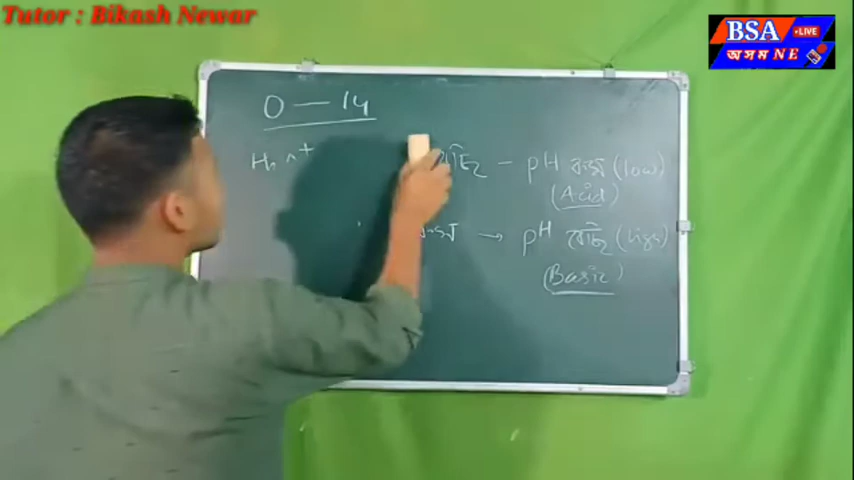 Tutor : Bikash Newar
BSA
LIVE
অসম NE
0 — 14
বেছি — pH কম (low)
(Acid)
→ pH বেছি (high)
(Basic)